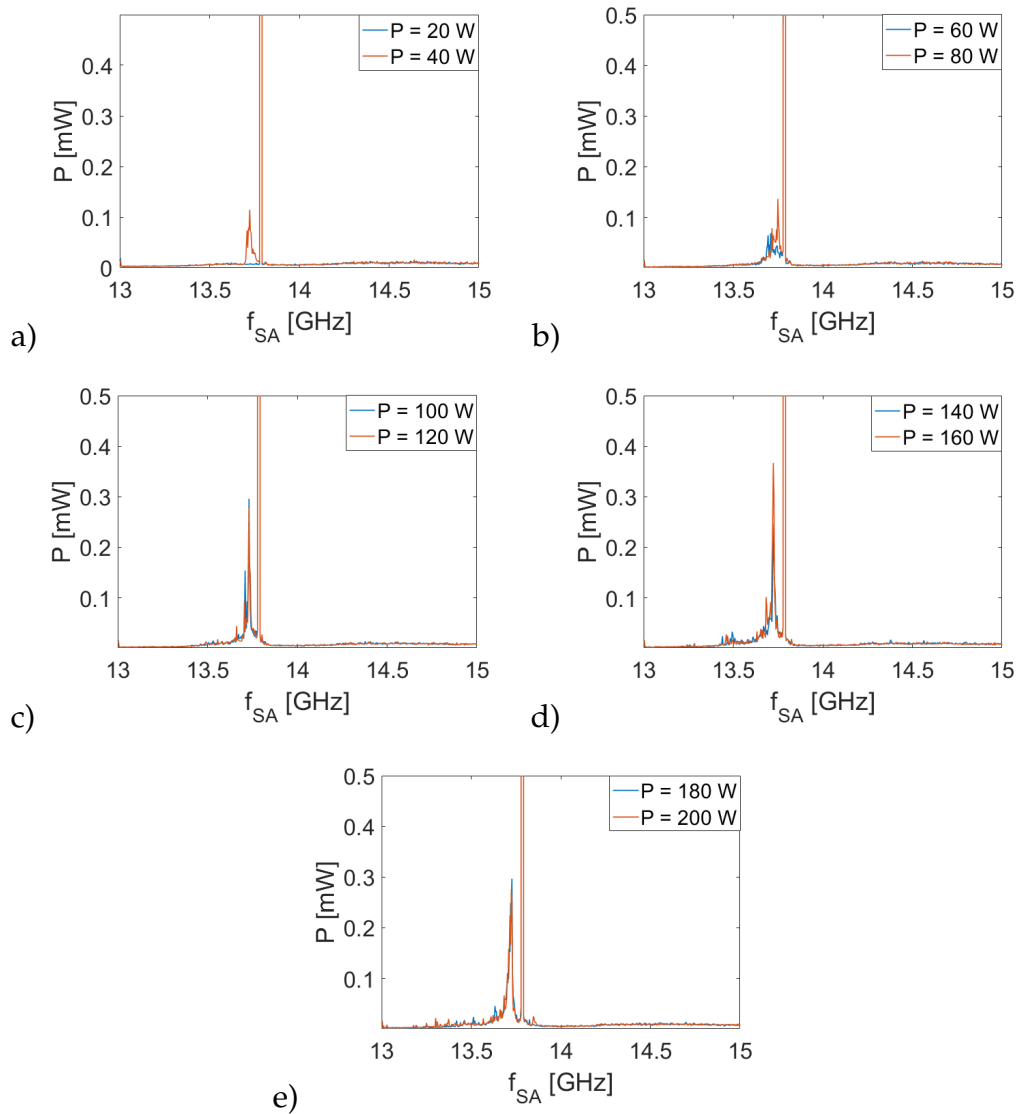 P = 20 W
P = 40 W
P [mW]
0.4
0.3
0.2
0.1
0
13 13.5 14 14.5 15
f_SA [GHz]
a)
P = 60 W
P = 80 W
P [mW]
0.5
0.4
0.3
0.2
0.1
13 13.5 14 14.5 15
f_SA [GHz]
b)
P = 100 W
P = 120 W
P [mW]
0.5
0.4
0.3
0.2
0.1
13 13.5 14 14.5 15
f_SA [GHz]
c)
P = 140 W
P = 160 W
P [mW]
0.5
0.4
0.3
0.2
0.1
13 13.5 14 14.5 15
f_SA [GHz]
d)
P = 180 W
P = 200 W
P [mW]
0.5
0.4
0.3
0.2
0.1
13 13.5 14 14.5 15
f_SA [GHz]
e)